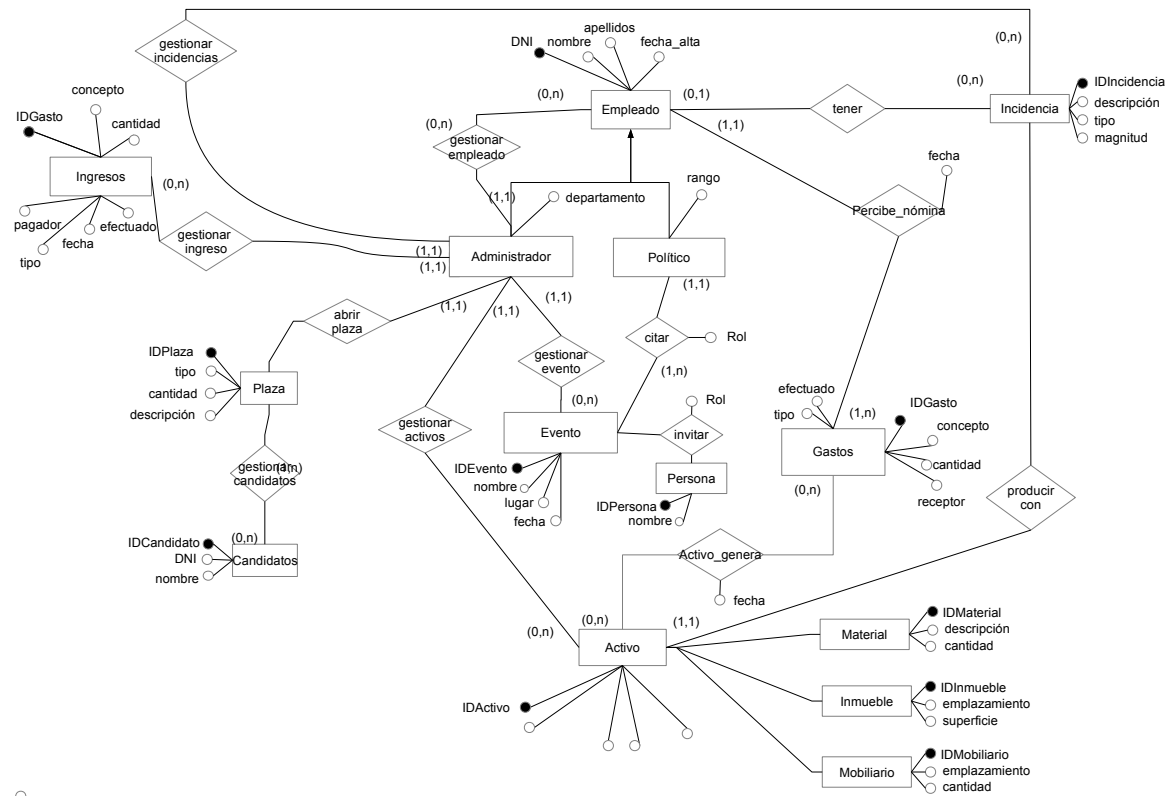 gestionar
incidencias
(0,n)
apellidos
DNI
nombre
fecha_alta
Empleado
(0,n)
(0,1)
(1,1)
tener
(0,n)
Incidencia
IDIncidencia
descripción
tipo
magnitud
concepto
IDGasto
cantidad
Ingresos
(0,n)
pagador
efectuado
fecha
tipo
gestionar
ingreso
(0,n)
gestionar
empleado
(1,1)
departamento
rango
fecha
Percibe_nómina
Administrador
(1,1)
(1,1)
Político
(1,1)
(1,1)
(1,1)
(1,1)
abrir
plaza
citar
Rol
gestionar
evento
(1,n)
IDPlaza
tipo
cantidad
descripción
Plaza
gestionar
activos
(0,n)
Evento
Rol
invitar
Persona
IDEvento
nombre
lugar
fecha
IDPersona
nombre
efectuado
tipo
(1,n)
IDGasto
concepto
cantidad
receptor
Gastos
(0,n)
producir
con
gestionar
candidatos
(1,n)
(0,n)
IDCandidato
DNI
nombre
Candidatos
Activo_genera
fecha
(0,n)
(0,n)
(1,1)
Activo
IDActivo
Material
IDMaterial
descripción
cantidad
Inmueble
IDInmueble
emplazamiento
superficie
Mobiliario
IDMobiliario
emplazamiento
cantidad